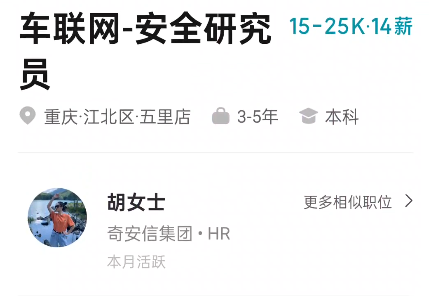 车联网-安全研究员 15-25K·14薪
重庆·江北区·五里店 3-5年 本科
胡女士 更多相似职位
奇安信集团·HR
本月活跃